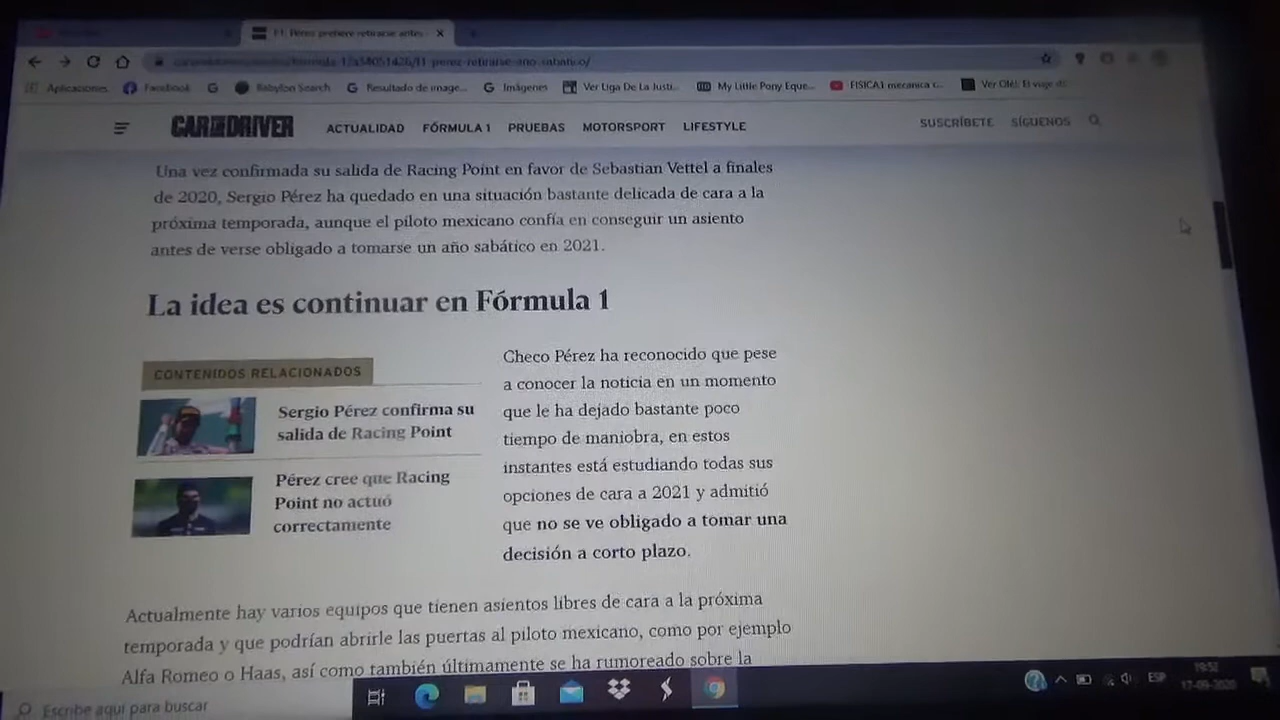 F1: Pérez prefiere retirarse antes
Aplicaciones
Facebook
Babylon Search
Resultado de image...
Imágenes
Ver Liga De La Justi...
My Little Pony Eque...
FISICA1 mecanica c...
CAR AND DRIVER
ACTUALIDAD
FÓRMULA 1
PRUEBAS
MOTORSPORT
LIFESTYLE
SUSCRÍBETE
SÍGUENOS
Una vez confirmada su salida de Racing Point en favor de Sebastian Vettel a finales
de 2020, Sergio Pérez ha quedado en una situación bastante delicada de cara a la
próxima temporada, aunque el piloto mexicano confía en conseguir un asiento
antes de verse obligado a tomarse un año sabático en 2021.
La idea es continuar en Fórmula 1
CONTENIDOS RELACIONADOS
Sergio Pérez confirma su
salida de Racing Point
Pérez cree que Racing
Point no actuó
correctamente
Checo Pérez ha reconocido que pese
a conocer la noticia en un momento
que le ha dejado bastante poco
tiempo de maniobra, en estos
instantes está estudiando todas sus
opciones de cara a 2021 y admitió
que no se ve obligado a tomar una
decisión a corto plazo.
Actualmente hay varios equipos que tienen asientos libres de cara a la próxima
temporada y que podrían abrirle las puertas al piloto mexicano, como por ejemplo
Alfa Romeo o Haas, así como también últimamente se ha rumoreado sobre la
Escribe aquí para buscar
ESP
19:52
17-09-2020